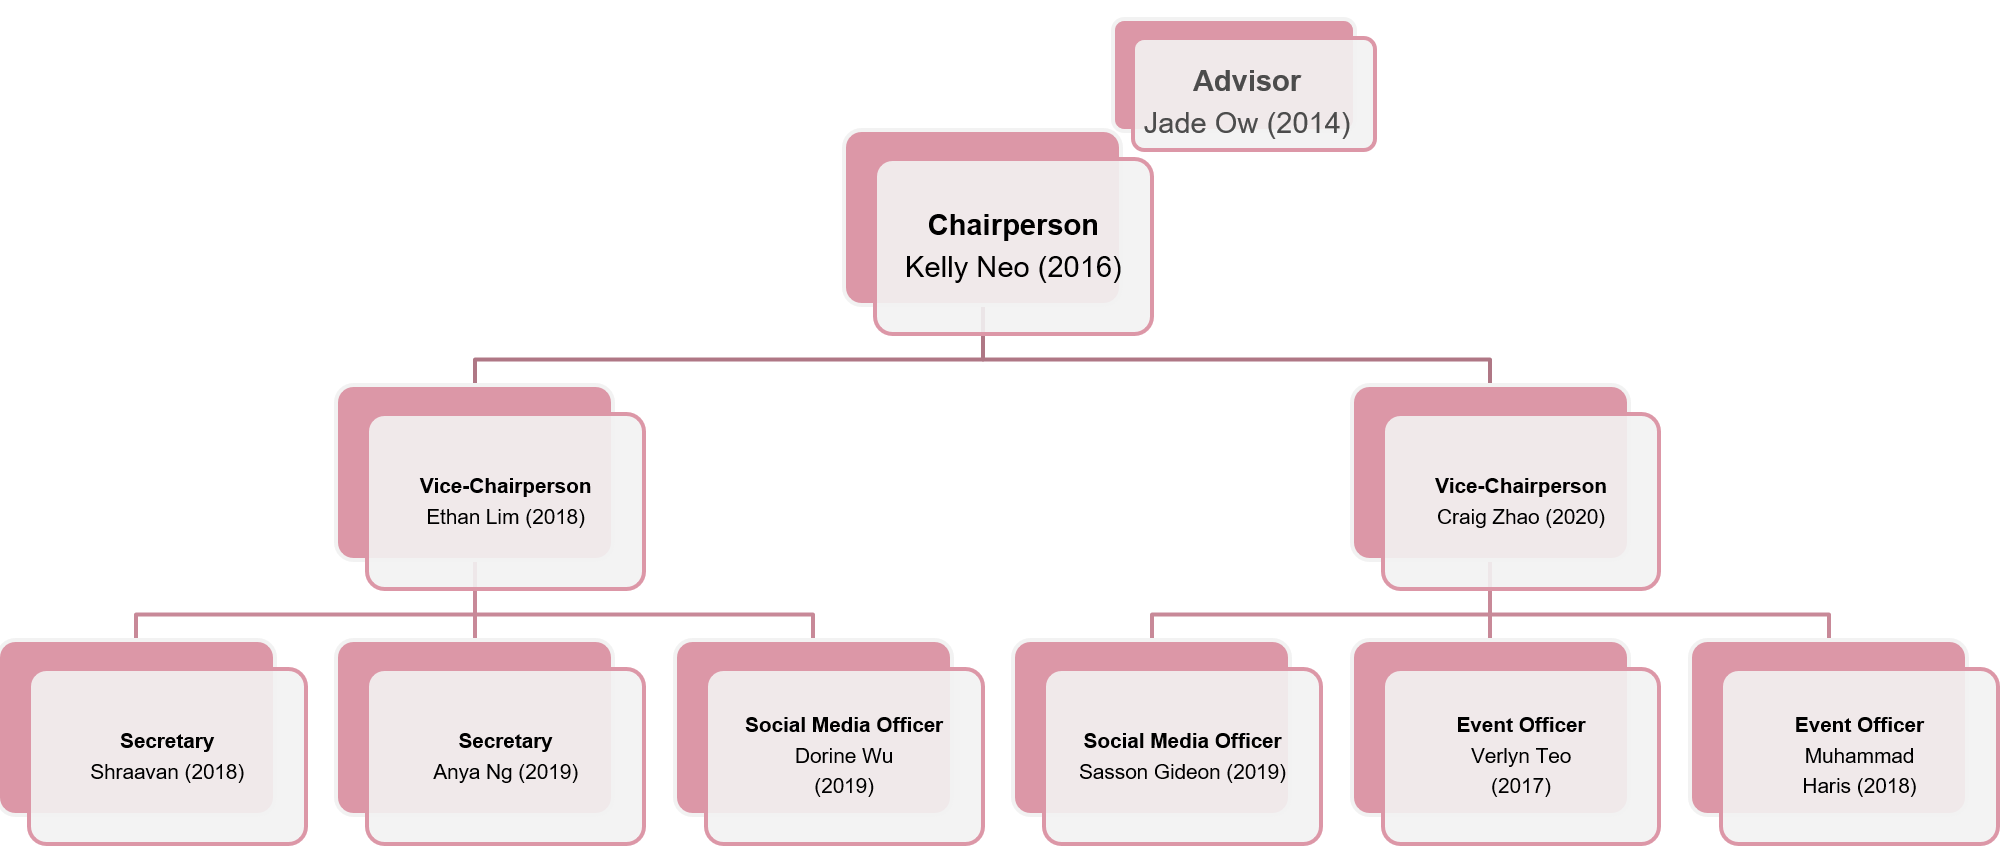 Advisor
Jade Ow (2014)
Chairperson
Kelly Neo (2016)
Vice-Chairperson
Ethan Lim (2018)
Vice-Chairperson
Craig Zhao (2020)
Secretary
Shraavan (2018)
Secretary
Anya Ng (2019)
Social Media Officer
Dorine Wu
(2019)
Social Media Officer
Sasson Gideon (2019)
Event Officer
Verlyn Teo
(2017)
Event Officer
Muhammad
Haris (2018)